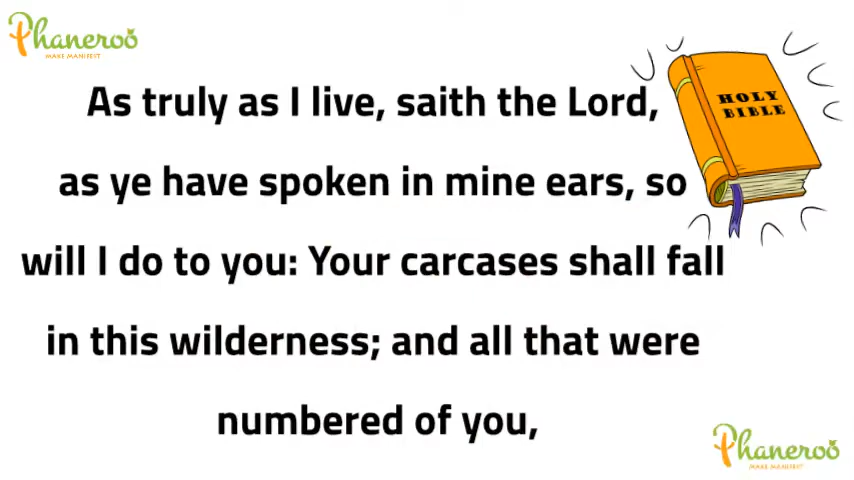 Phaneroo
MAKE MANIFEST
As truly as I live, saith the Lord,
HOLY
BIBLE
as ye have spoken in mine ears, so
will I do to you: Your carcases shall fall
in this wilderness; and all that were
numbered of you,
Phaneroo
MAKE MANIFEST